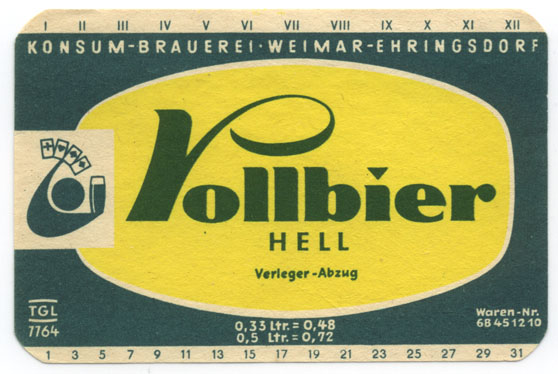 I II III IV V VI VII VIII IX X XI XII
KONSUM-BRAUEREI·WEIMAR-EHRINGSDORF
Vollbier
HELL
Verleger-Abzug
TGL
7764
0,33 Ltr. = 0,48
0,5 Ltr. = 0,72
Waren-Nr.
68 45 12 10
1 3 5 7 9 11 13 15 17 19 21 23 25 27 29 31